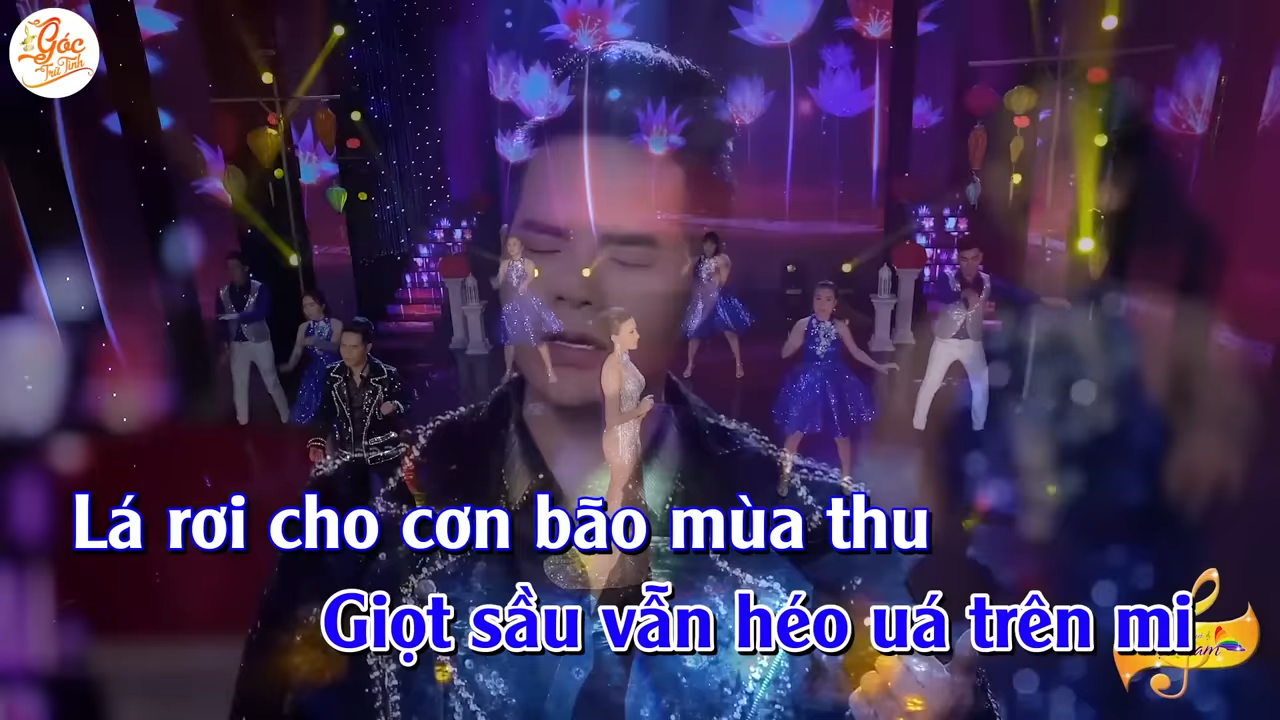 Góc
Trữ Tình
Lá rơi cho cơn bão mùa thu
Giọt sầu vẫn héo uá trên mi